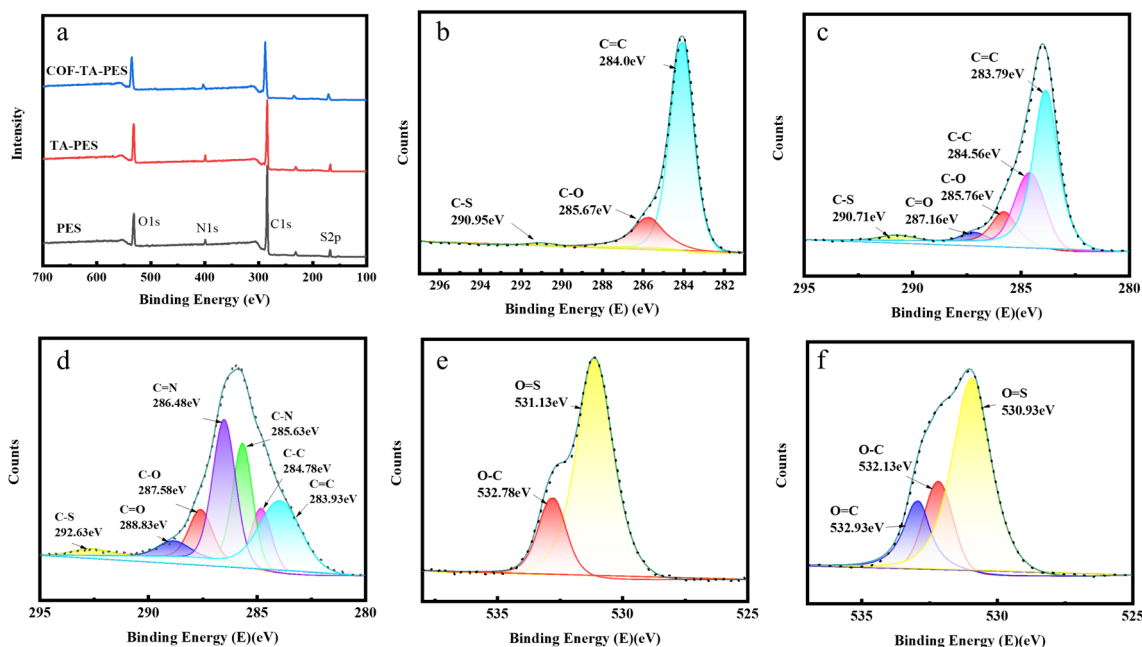 a
COF-TA-PES
TA-PES
PES
O1s
N1s
C1s
S2p
Intensity
700
600
500
400
300
200
100
Binding Energy (eV)
b
C=C
284.0eV
C-O
285.67eV
C-S
290.95eV
Counts
296
294
292
290
288
286
284
282
Binding Energy (E) (eV)
c
C=C
283.79eV
C-C
284.56eV
C-O
285.76eV
C=O
287.16eV
C-S
290.71eV
Counts
295
290
285
280
Binding Energy (E)(eV)
d
C=N
286.48eV
C-N
285.63eV
C-C
284.78eV
C=C
283.93eV
C-O
287.58eV
C=O
288.83eV
C-S
292.63eV
Counts
295
290
285
280
Binding Energy (E)(eV)
e
O=S
531.13eV
O-C
532.78eV
Counts
535
530
525
Binding Energy (E)(eV)
f
O=S
530.93eV
O-C
532.13eV
O=C
532.93eV
Counts
535
530
525
Binding Energy (E)(eV)